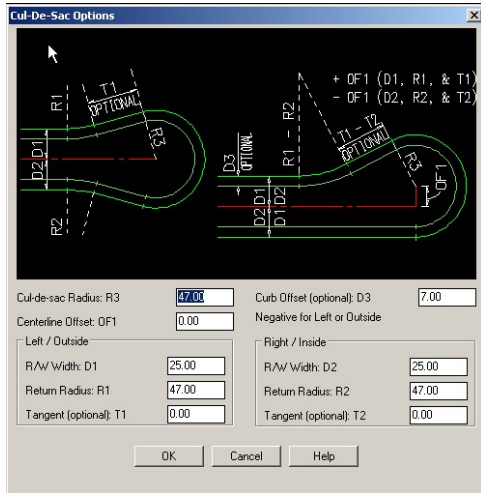 Cul-De-Sac Options
+ OF1 (D1, R1, & T1)
- OF1 (D2, R2, & T2)
R1
T1
OPTIONAL
R3
D2 D1
R2
D3
OPTIONAL
R1 - R2
T1-T2
OPTIONAL
R3
OF1
D2 D1
D1 D2
Cul-de-sac Radius: R3 47.00 Curb Offset (optional): D3 7.00
Centerline Offset: OF1 0.00 Negative for Left or Outside
Left / Outside
R/W Width: D1 25.00
Return Radius: R1 47.00
Tangent (optional): T1 0.00
Right / Inside
R/W Width: D2 25.00
Return Radius: R2 47.00
Tangent (optional): T2 0.00
OK Cancel Help